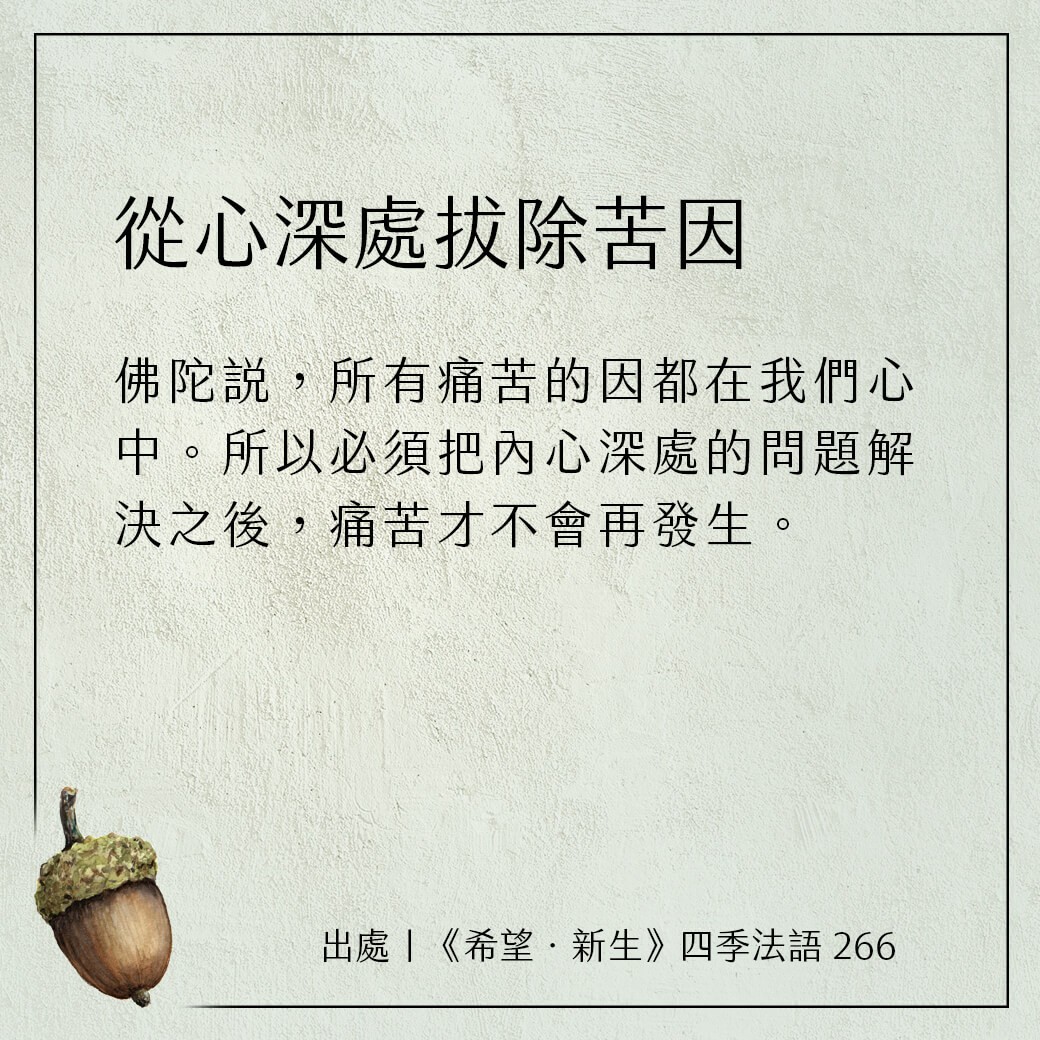 從心深處拔除苦因
佛陀説，所有痛苦的因都在我們心
中。所以必須把內心深處的問題解
決之後，痛苦才不會再發生。
出處｜《希望．新生》四季法語 266